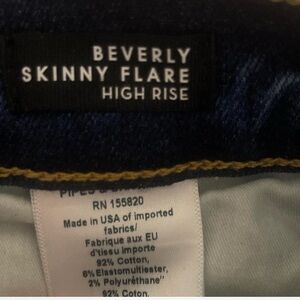 BEVERLY
SKINNY FLARE
HIGH RISE
RN 155820
Made in USA of imported
fabrics/
Fabrique aux EU
d'tissu importe
92% Cotton,
6% Elastomultiester,
2% Polyuréthane"
92% Coton,